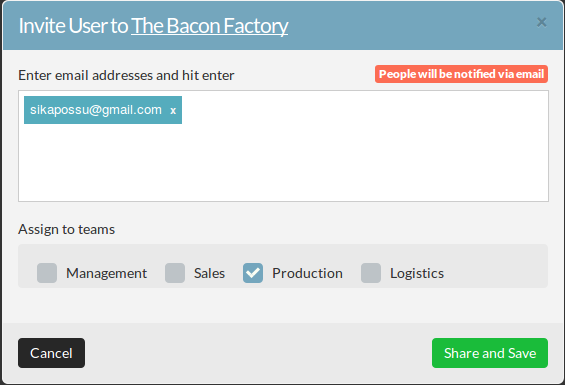 Invite User to The Bacon Factory ×
Enter email addresses and hit enter People will be notified via email
sikapossu@gmail.com x
Assign to teams
Management Sales Production Logistics
Cancel Share and Save